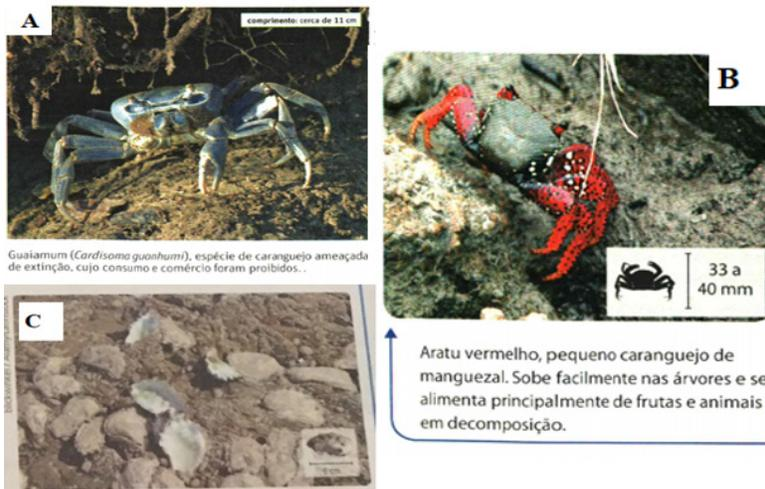 A
comprimento: cerca de 11 cm
Guaiamum (Cardisoma guanhumi), espécie de caranguejo ameaçada
de extinção, cujo consumo e comércio foram proibidos..
B
33 a
40 mm
Aratu vermelho, pequeno caranguejo de
manguezal. Sobe facilmente nas árvores e se
alimenta principalmente de frutas e animais
em decomposição.
C